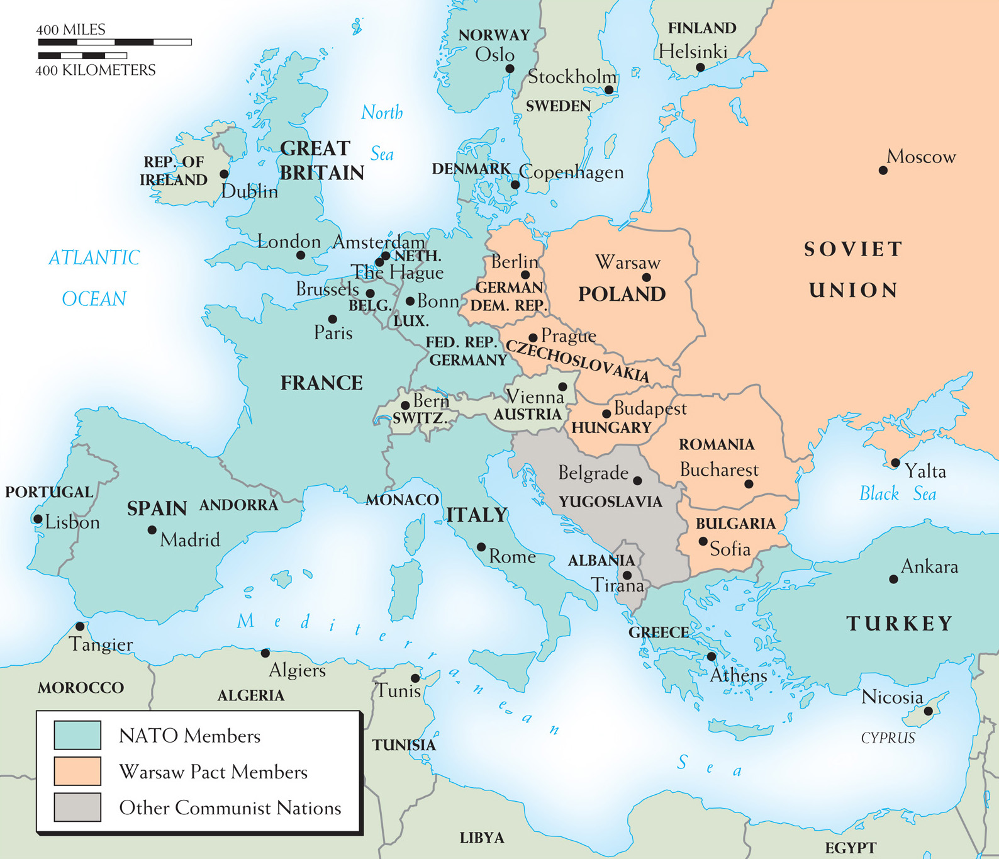 400 MILES
400 KILOMETERS
NORWAY
Oslo
FINLAND
Helsinki
Stockholm
SWEDEN
North
Sea
GREAT
BRITAIN
REP. OF
IRELAND
Dublin
DENMARK
Copenhagen
Moscow
ATLANTIC
OCEAN
London
Amsterdam
NETH.
The Hague
Brussels
BELG.
Bonn
LUX.
Paris
Berlin
GERMAN
DEM. REP.
Warsaw
POLAND
SOVIET
UNION
FED. REP.
GERMANY
Prague
CZECHOSLOVAKIA
FRANCE
Bern
SWITZ.
Vienna
AUSTRIA
Budapest
HUNGARY
ROMANIA
Bucharest
Yalta
Black Sea
Belgrade
YUGOSLAVIA
PORTUGAL
Lisbon
SPAIN
ANDORRA
Madrid
MONACO
ITALY
Rome
BULGARIA
Sofia
ALBANIA
Tirana
Ankara
TURKEY
GREECE
Athens
Mediterranean
Sea
Tangier
Algiers
Tunis
MOROCCO
ALGERIA
TUNISIA
Nicosia
CYPRUS
NATO Members
Warsaw Pact Members
Other Communist Nations
LIBYA
EGYPT